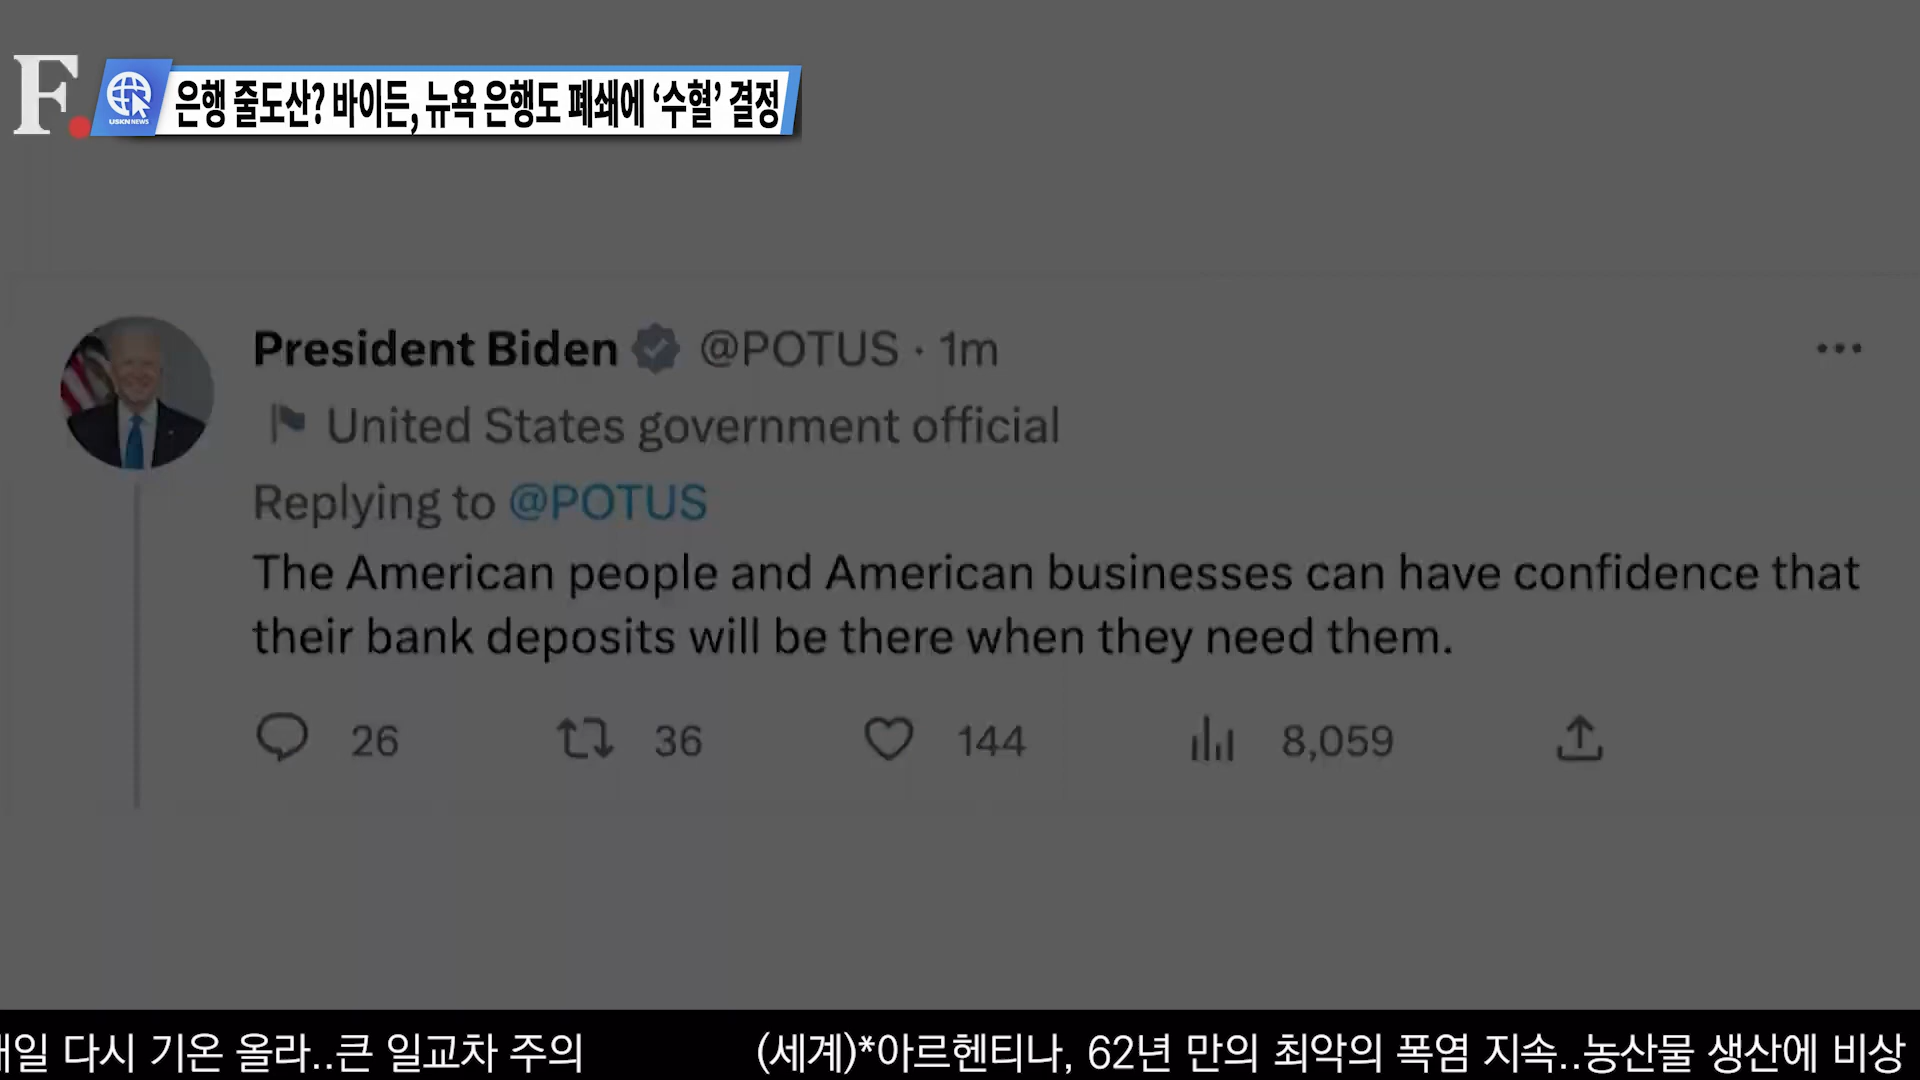 F.
USKN NEWS
은행 줄도산? 바이든, 뉴욕 은행도 폐쇄에 ‘수혈’ 결정
President Biden @POTUS · 1m
United States government official
Replying to @POTUS
The American people and American businesses can have confidence that
their bank deposits will be there when they need them.
26 36 144 8,059
다시 기온 올라..큰 일교차 주의 (세계)*아르헨티나, 62년 만의 최악의 폭염 지속..농산물 생산에 비상